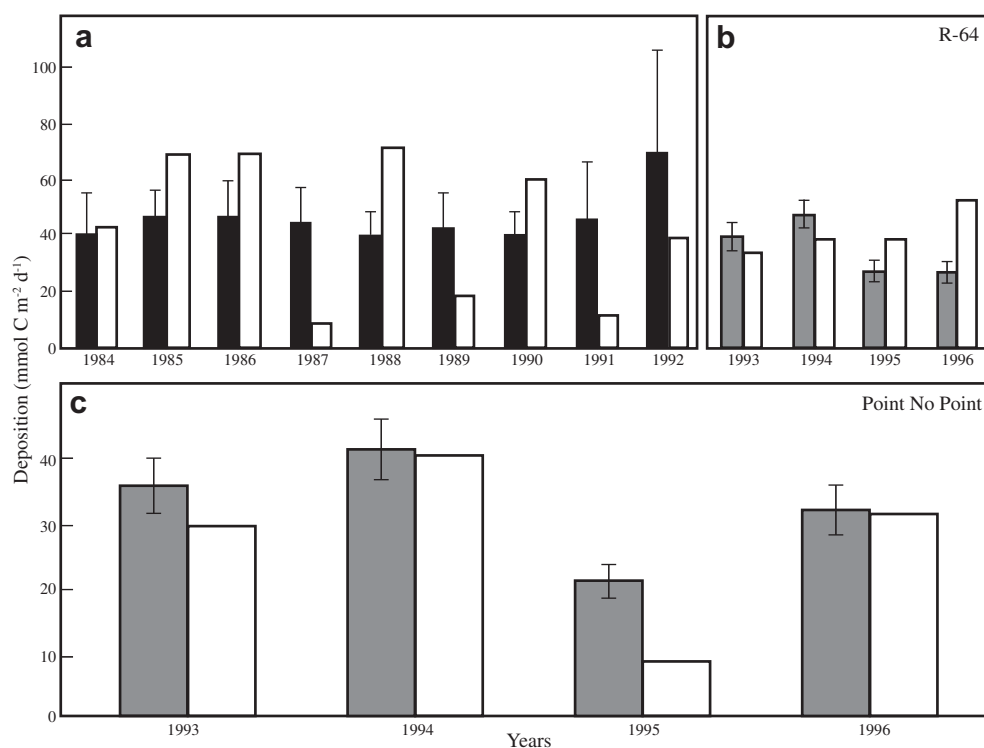 a
b
R-64
100
80
60
40
20
0
1984 1985 1986 1987 1988 1989 1990 1991 1992
1993 1994 1995 1996
c
Point No Point
40
30
20
10
0
1993 1994 1995 1996
Deposition (mmol C m⁻² d⁻¹)
Years